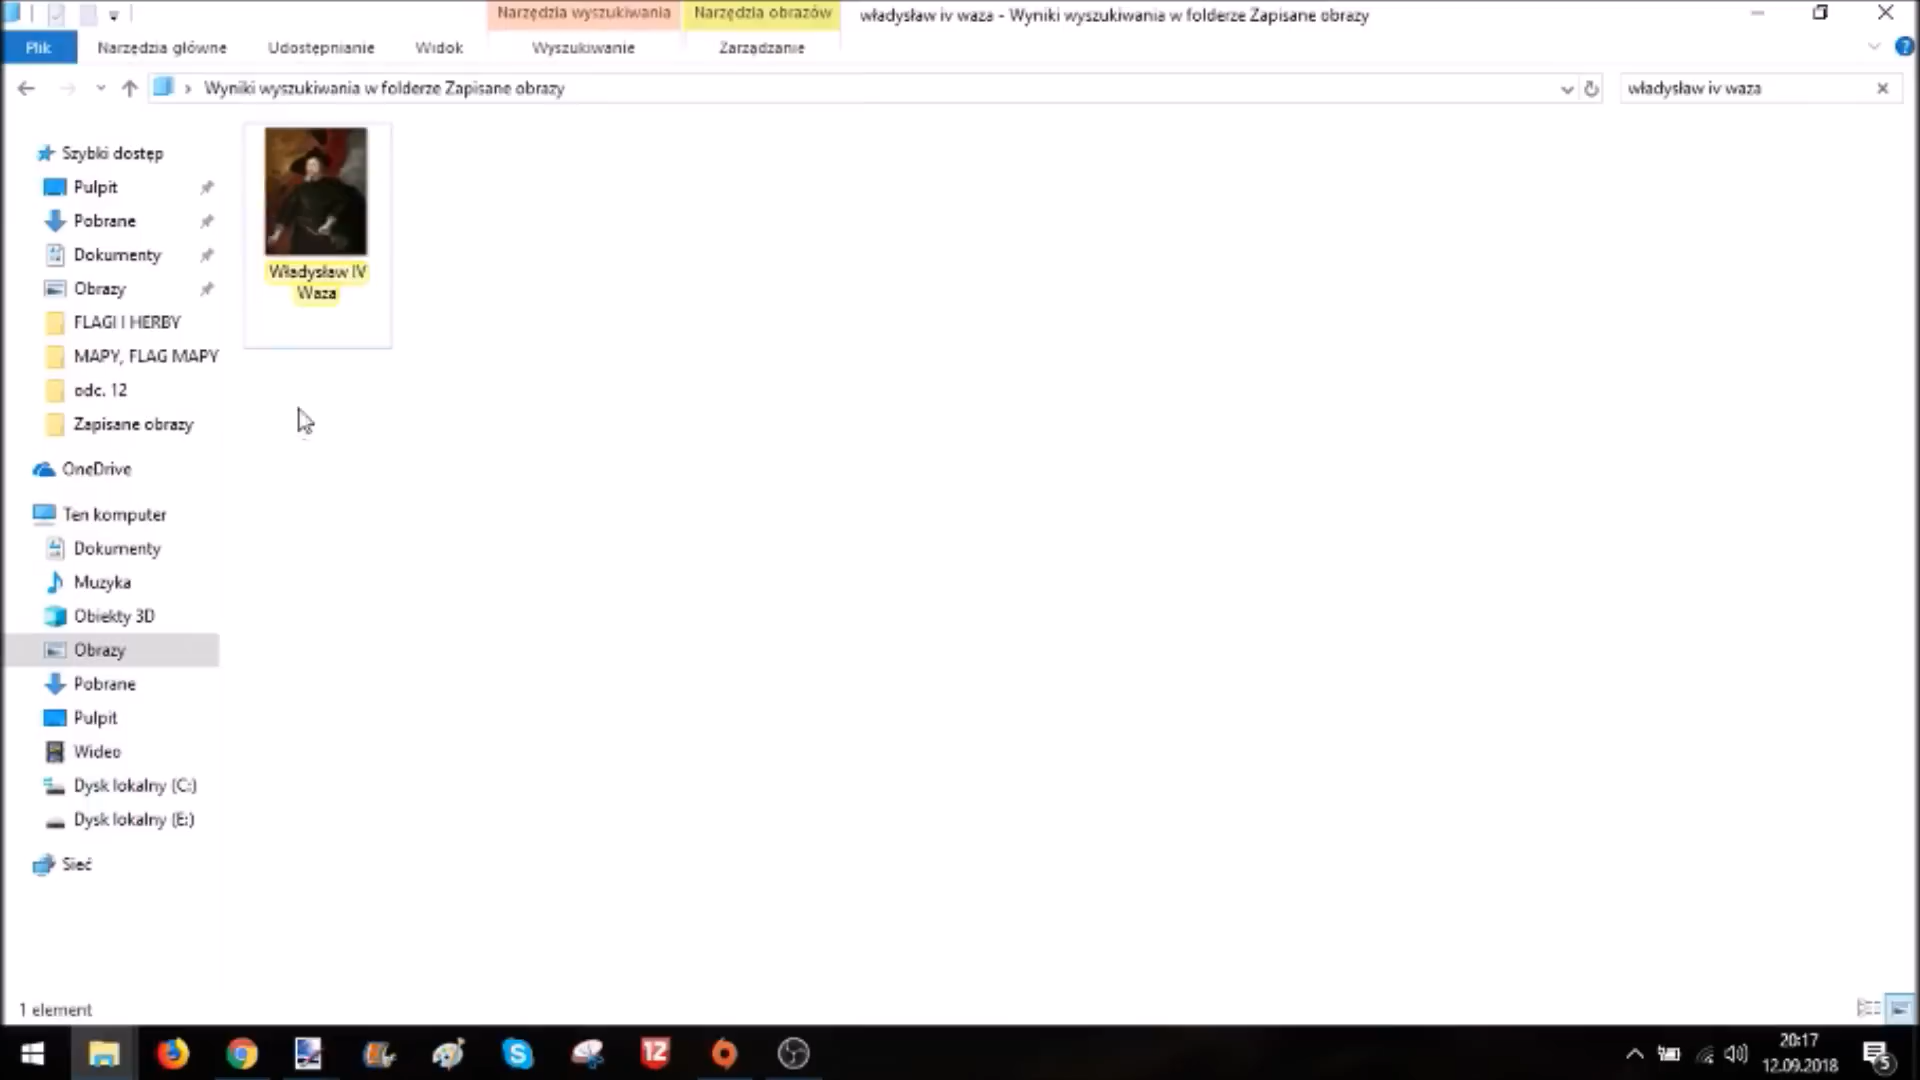 Narzędzia wyszukiwania
Narzędzia obrazów
władysław iv waza - Wyniki wyszukiwania w folderze Zapisane obrazy
Plik
Narzędzia główne
Udostępnianie
Widok
Wyszukiwanie
Zarządzanie
Wyniki wyszukiwania w folderze Zapisane obrazy
władysław iv waza
Szybki dostęp
Pulpit
Pobrane
Dokumenty
Obrazy
FLAGI I HERBY
MAPY, FLAG MAPY
odc. 12
Zapisane obrazy
OneDrive
Ten komputer
Dokumenty
Muzyka
Obiekty 3D
Obrazy
Pobrane
Pulpit
Wideo
Dysk lokalny (C:)
Dysk lokalny (E:)
Sieć
Władysław IV
Waza
1 element
12
20:17
12.09.2018
5